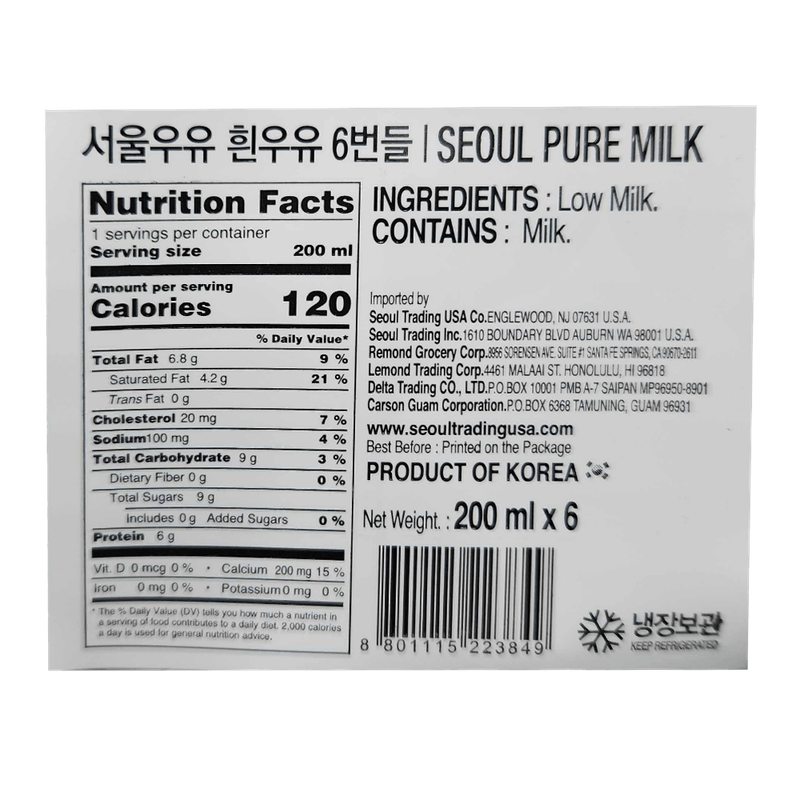 서울우유 흰우유 6번들 | SEOUL PURE MILK
Nutrition Facts
1 servings per container
Serving size 200 ml
Amount per serving
Calories 120
% Daily Value*
Total Fat 6.8 g 9 %
Saturated Fat 4.2 g 21 %
Trans Fat 0 g
Cholesterol 20 mg 7 %
Sodium100 mg 4 %
Total Carbohydrate 9 g 3 %
Dietary Fiber 0 g 0 %
Total Sugars 9 g
Includes 0 g Added Sugars 0 %
Protein 6 g
Vit. D 0 mcg 0 % • Calcium 200 mg 15 %
Iron 0 mg 0 % • Potassium 0 mg 0 %
* The % Daily Value (DV) tells you how much a nutrient in
a serving of food contributes to a daily diet. 2,000 calories
a day is used for general nutrition advice.
INGREDIENTS : Low Milk.
CONTAINS : Milk.
Imported by
Seoul Trading USA Co.ENGLEWOOD, NJ 07631 U.S.A.
Seoul Trading Inc.1610 BOUNDARY BLVD AUBURN WA 98001 U.S.A.
Remond Grocery Corp.8956 SORENSEN AVE. SUITE #1 SANTA FE SPRINGS, CA 90670-2611
Lemond Trading Corp.4461 MALAAI ST. HONOLULU, HI 96818
Delta Trading CO., LTD.P.O.BOX 10001 PMB A-7 SAIPAN MP96950-8901
Carson Guam Corporation.P.O.BOX 6368 TAMUNING, GUAM 96931
www.seoultradingusa.com
Best Before : Printed on the Package
PRODUCT OF KOREA
Net Weight. : 200 ml x 6
8 801115 223849
냉장보관
KEEP REFRIGERATED